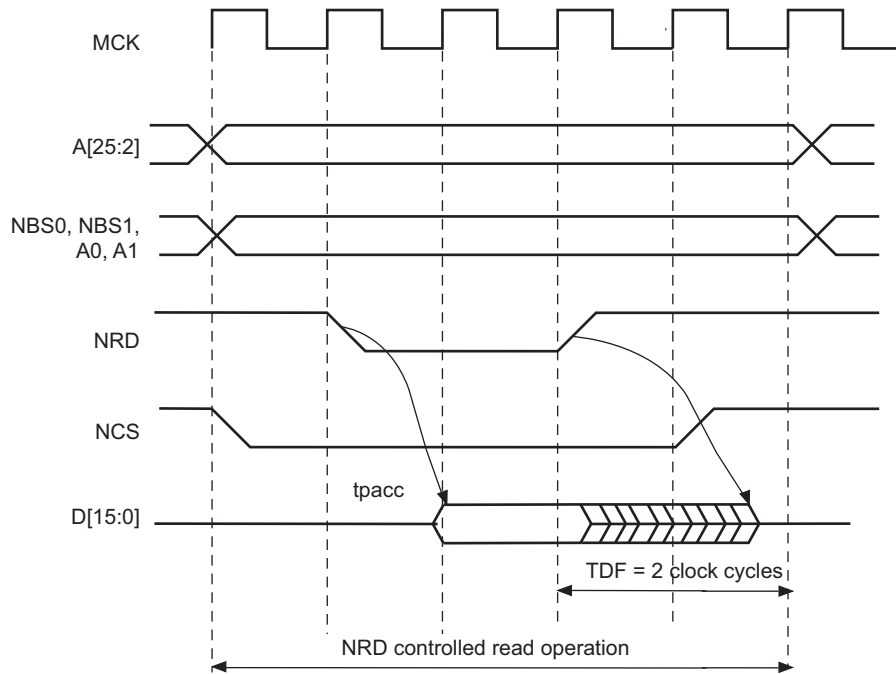 MCK
A[25:2]
NBS0, NBS1,
A0, A1
NRD
NCS
tpacc
D[15:0]
TDF = 2 clock cycles
NRD controlled read operation